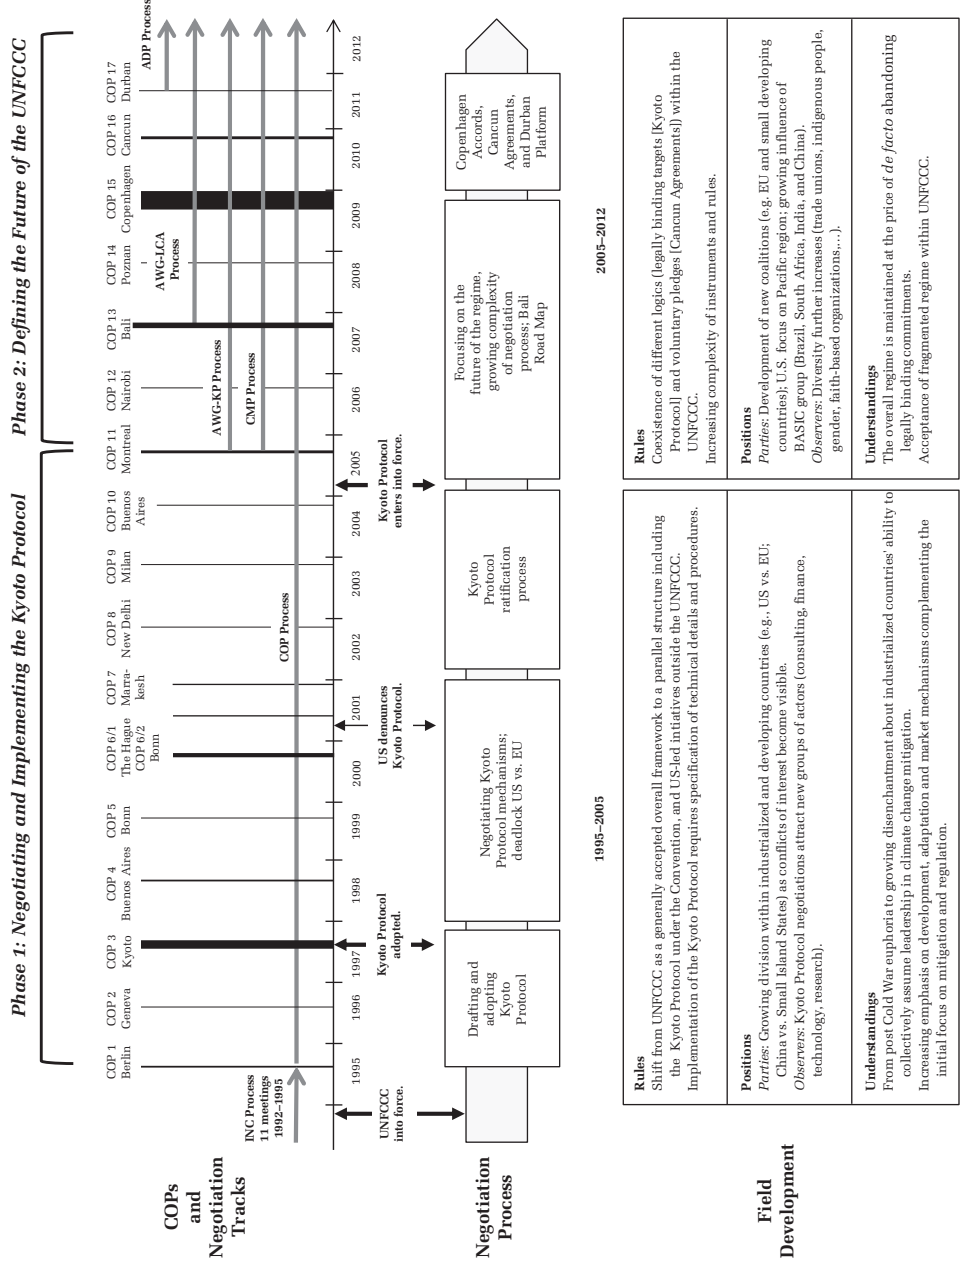 Phase 1: Negotiating and Implementing the Kyoto Protocol
Phase 2: Defining the Future of the UNFCCC
COPs
and
Negotiation
Tracks
COP 1
Berlin
COP 2
Geneva
COP 3
Kyoto
COP 4
Buenos Aires
COP 5
Bonn
COP 6/1
The Hague
COP 6/2
Bonn
COP 7
Marra-
kesh
COP 8
New Delhi
COP 9
Milan
COP 10
Buenos
Aires
COP 11
Montreal
COP 12
Nairobi
COP 13
Bali
COP 14
Poznan
COP 15
Copenhagen
COP 16
Cancun
COP 17
Durban
ADP Process
AWG-LCA
Process
AWG-KP Process
CMP Process
COP Process
INC Process
11 meetings
1992–1995
1995
1996
1997
1998
1999
2000
2001
2002
2003
2004
2005
2006
2007
2008
2009
2010
2011
2012
UNFCCC
into force.
Kyoto Protocol
adopted.
US denounces
Kyoto Protocol.
Kyoto Protocol
enters into force.
Negotiation
Process
Drafting and
adopting
Kyoto
Protocol
Negotiating Kyoto
Protocol mechanisms;
deadlock US vs. EU
Kyoto
Protocol
ratification
process
Focusing on the
future of the regime,
growing complexity
of negotiation
process; Bali
Road Map
Copenhagen
Accords,
Cancun
Agreements,
and Durban
Platform
Field
Development
1995–2005
Rules
Shift from UNFCCC as a generally accepted overall framework to a parallel structure including
the Kyoto Protocol under the Convention, and US-led intiatives outside the UNFCCC.
Implementation of the Kyoto Protocol requires specification of technical details and procedures.
Positions
Parties: Growing division within industrialized and developing countries (e.g., US vs. EU;
China vs. Small Island States) as conflicts of interest become visible.
Observers: Kyoto Protocol negotiations attract new groups of actors (consulting, finance,
technology, research).
Understandings
From post Cold War euphoria to growing disenchantment about industrialized countries' ability to
collectively assume leadership in climate change mitigation.
Increasing emphasis on development, adaptation and market mechanisms complementing the
initial focus on mitigation and regulation.
2005–2012
Rules
Coexistence of different logics (legally binding targets [Kyoto
Protocol] and voluntary pledges [Cancun Agreements]) within the
UNFCCC.
Increasing complexity of instruments and rules.
Positions
Parties: Development of new coalitions (e.g. EU and small developing
countries); U.S. focus on Pacific region; growing influence of
BASIC group (Brazil, South Africa, India, and China).
Observers: Diversity further increases (trade unions, indigenous people,
gender, faith-based organizations,...).
Understandings
The overall regime is maintained at the price of de facto abandoning
legally binding commitments.
Acceptance of fragmented regime within UNFCCC.